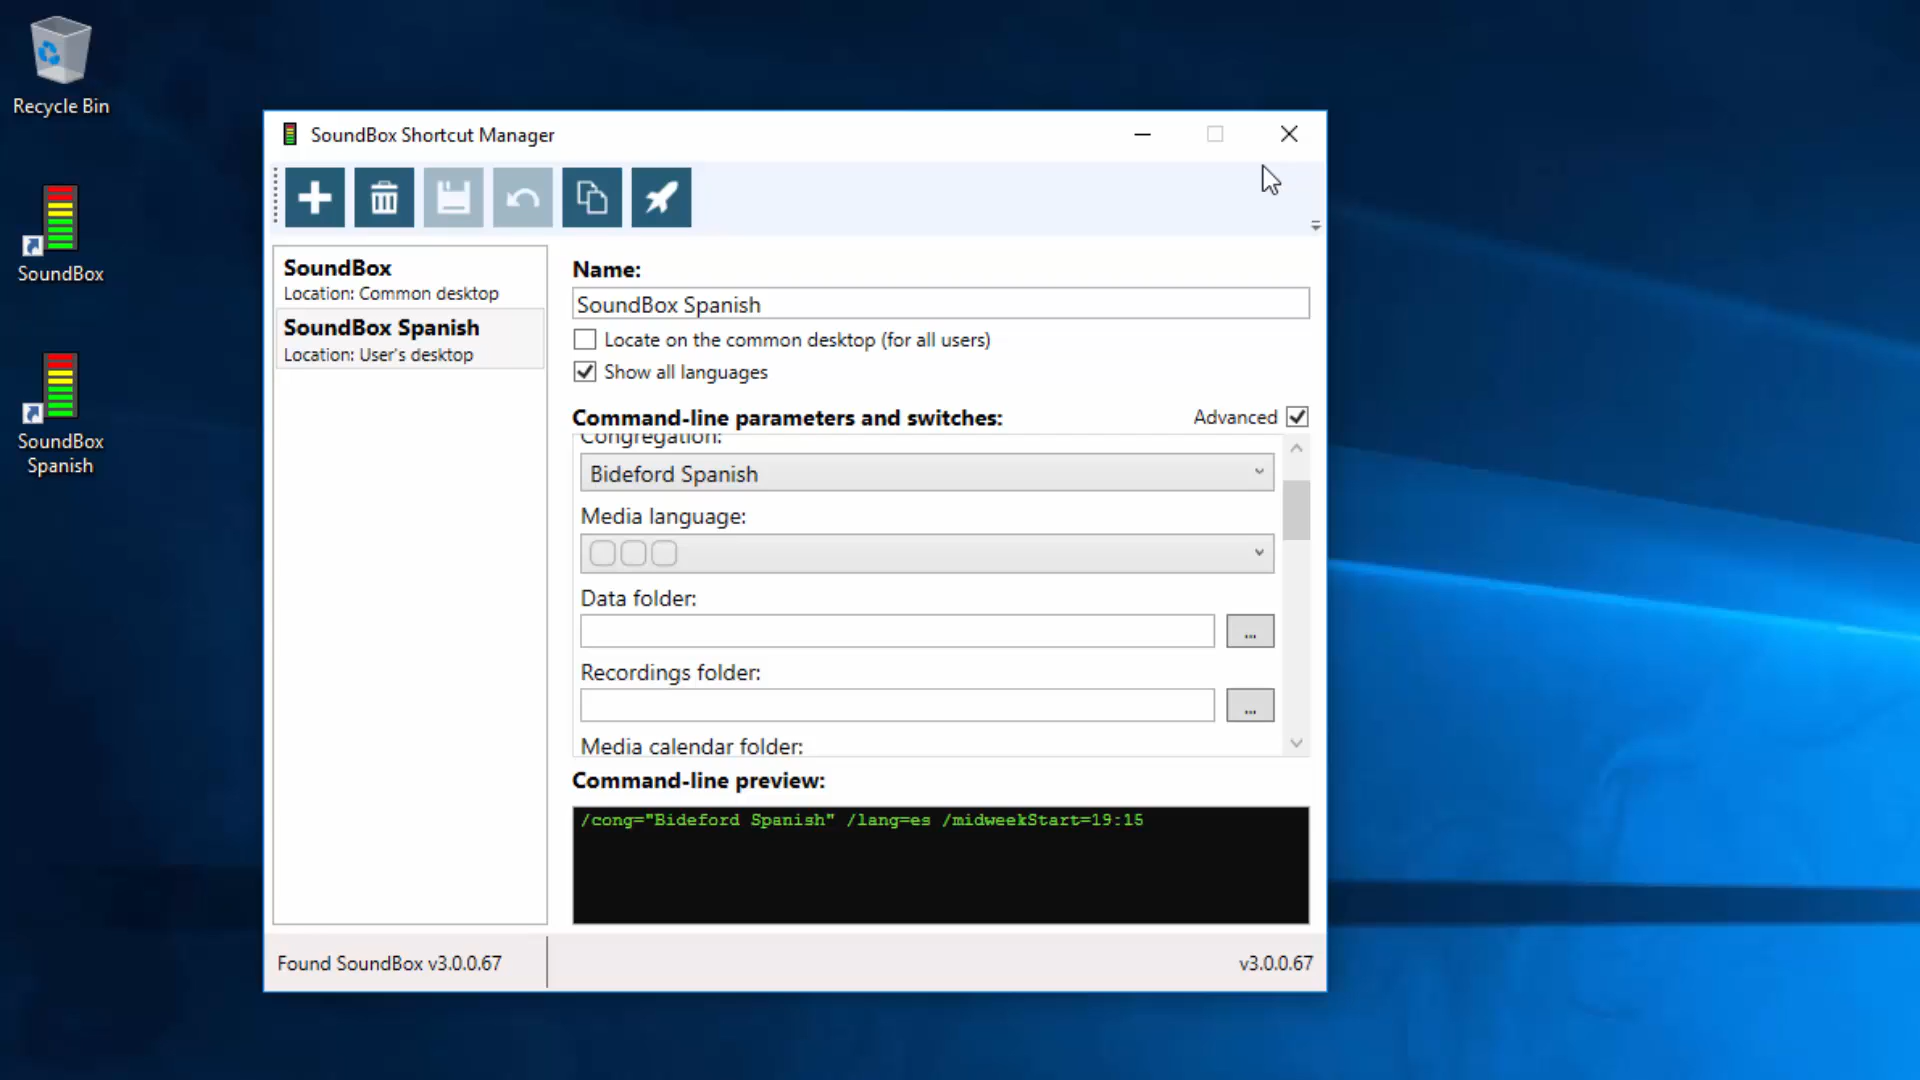 Recycle Bin
SoundBox
SoundBox
Spanish
SoundBox Shortcut Manager
SoundBox
Location: Common desktop
SoundBox Spanish
Location: User's desktop
Name:
SoundBox Spanish
Locate on the common desktop (for all users)
Show all languages
Command-line parameters and switches:
Advanced
Congregation:
Bideford Spanish
Media language:
Data folder:
...
Recordings folder:
...
Media calendar folder:
Command-line preview:
/cong="Bideford Spanish" /lang=es /midweekStart=19:15
Found SoundBox v3.0.0.67
v3.0.0.67